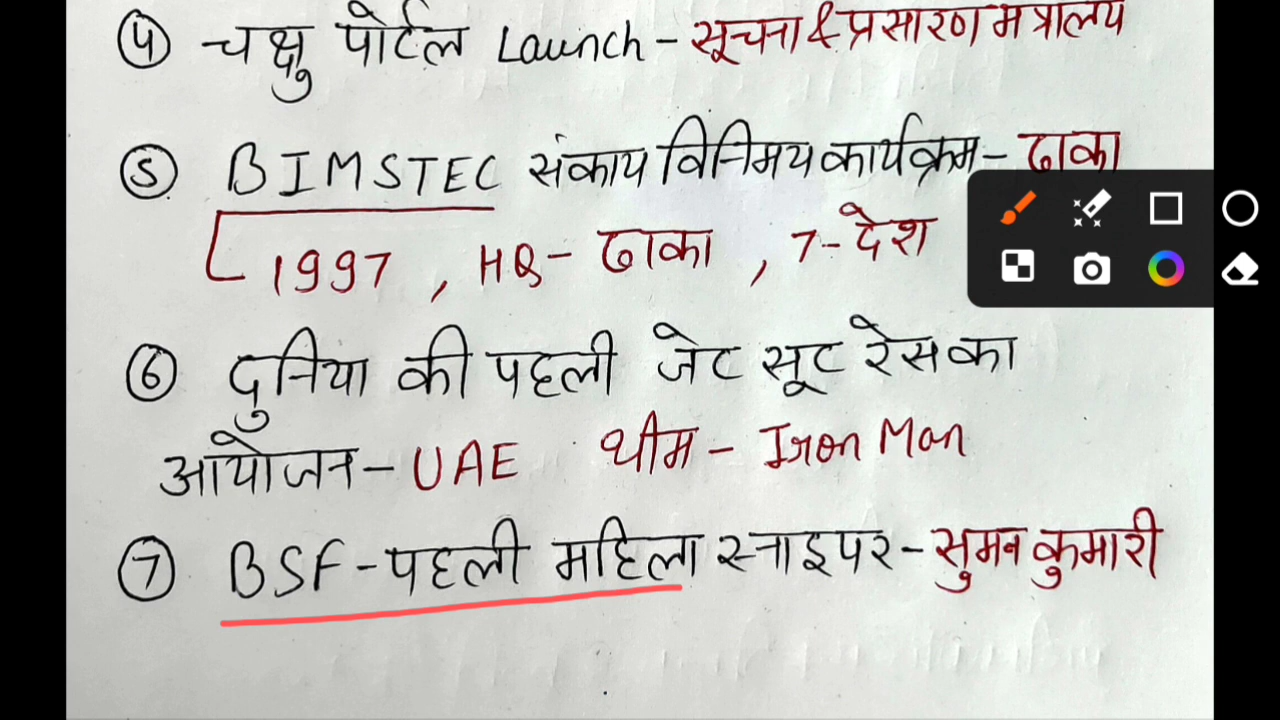 ④ चक्षु पोर्टल Launch - सूचना & प्रसारण मंत्रालय
⑤ BIMSTEC संकाय विनिमय कार्यक्रम - ढाका
1997, HQ - ढाका, 7 - देश
⑥ दुनिया की पहली जेट सूट रेस का
आयोजन - UAE थीम - Iron Man
⑦ BSF - पहली महिला स्नाइपर - सुमन कुमारी